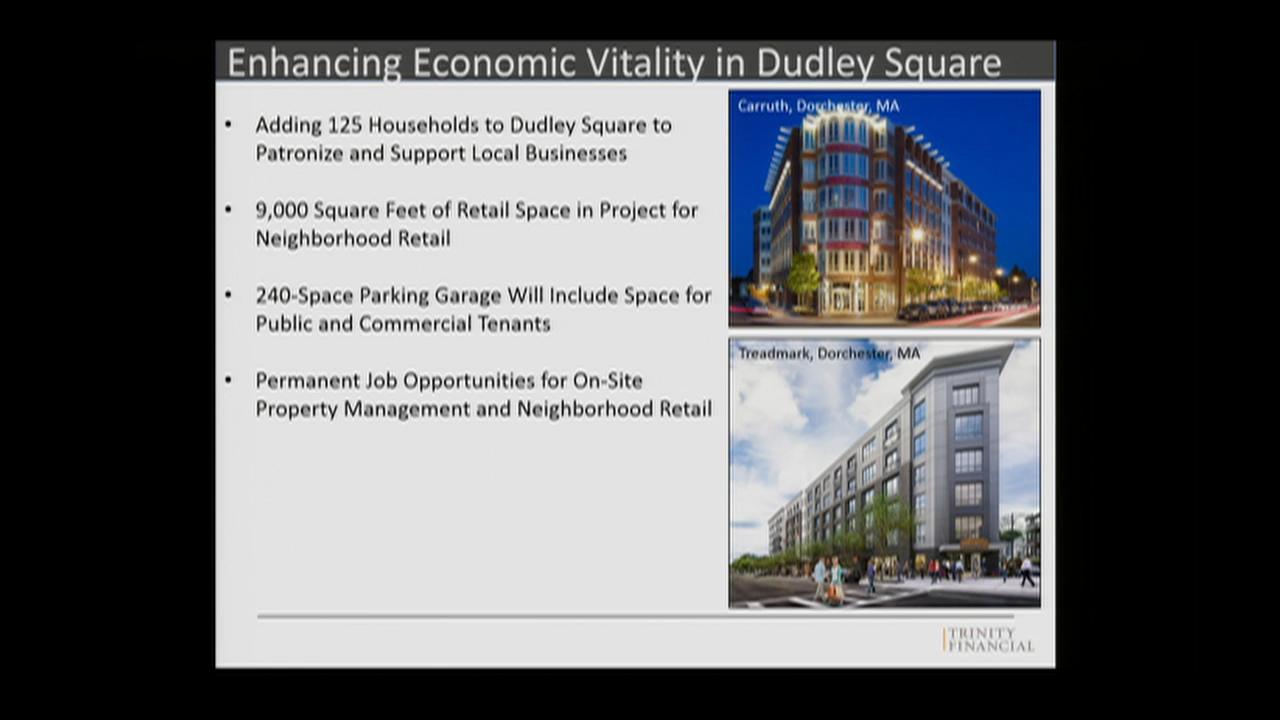 Enhancing Economic Vitality in Dudley Square
• Adding 125 Households to Dudley Square to
Patronize and Support Local Businesses
• 9,000 Square Feet of Retail Space in Project for
Neighborhood Retail
• 240-Space Parking Garage Will Include Space for
Public and Commercial Tenants
• Permanent Job Opportunities for On-Site
Property Management and Neighborhood Retail
Carruth, Dorchester, MA
Treadmark, Dorchester, MA
TRINITY
FINANCIAL